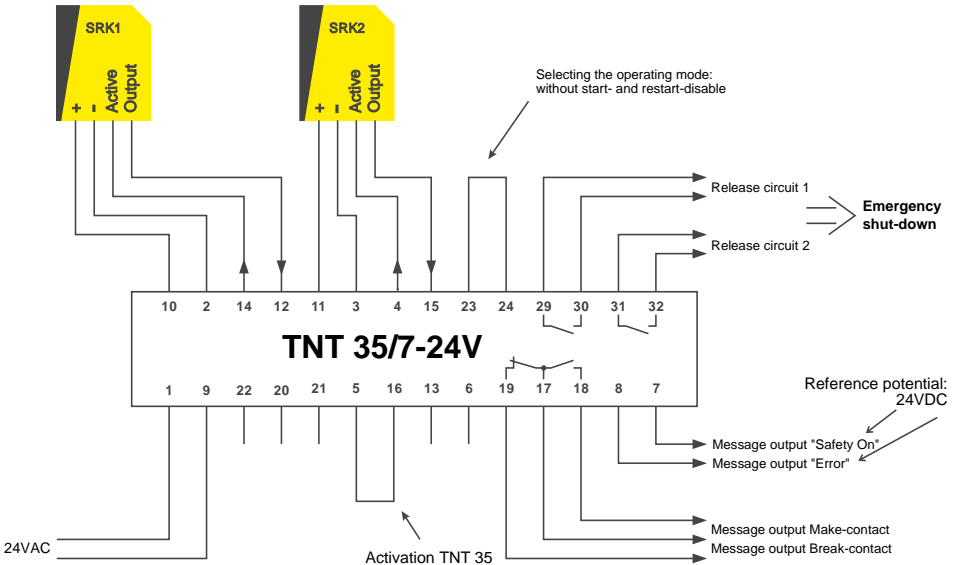 SRK1
SRK2
+
–
Active
Output
+
–
Active
Output
Selecting the operating mode:
without start- and restart-disable
Release circuit 1
Release circuit 2
Emergency
shut-down
10 2 14 12 11 3 4 15 23 24 29 30 31 32
TNT 35/7-24V
1 9 22 20 21 5 16 13 6 19 17 18 8 7
Reference potential:
24VDC
Message output "Safety On"
Message output "Error"
Message output Make-contact
Message output Break-contact
24VAC
Activation TNT 35